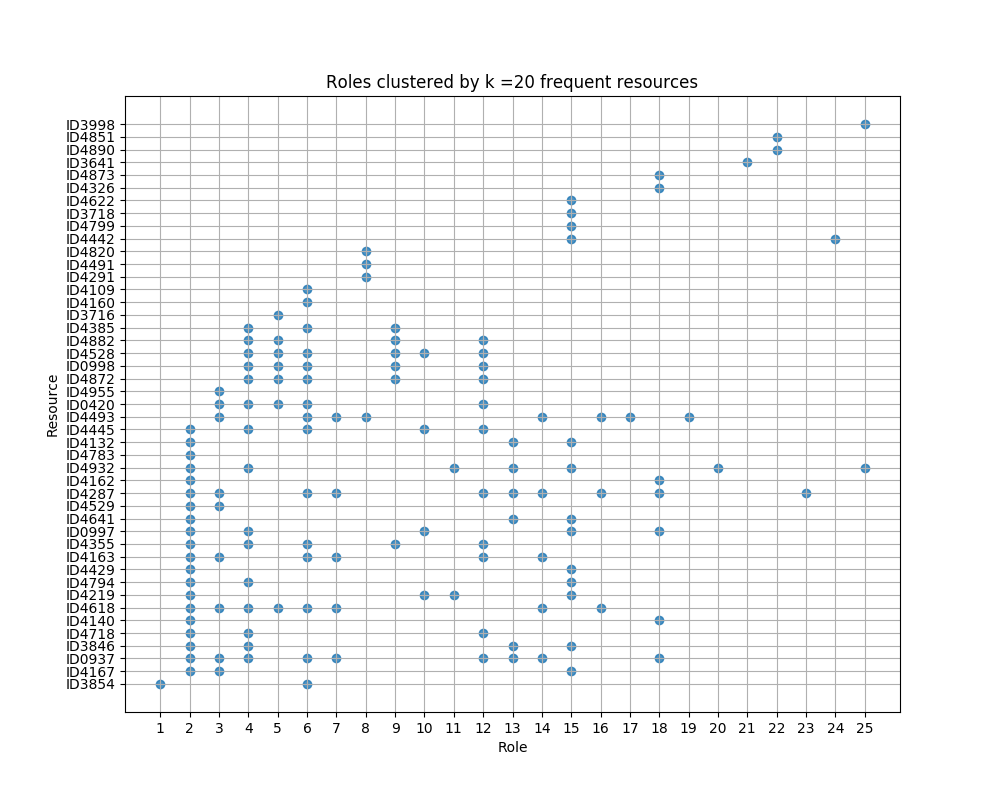 Roles clustered by k =20 frequent resources
Resource
ID3998
ID4851
ID4890
ID3641
ID4873
ID4326
ID4622
ID3718
ID4799
ID4442
ID4820
ID4491
ID4291
ID4109
ID4160
ID3716
ID4385
ID4882
ID4528
ID0998
ID4872
ID4955
ID0420
ID4493
ID4445
ID4132
ID4783
ID4932
ID4162
ID4287
ID4529
ID4641
ID0997
ID4355
ID4163
ID4429
ID4794
ID4219
ID4618
ID4140
ID4718
ID3846
ID0937
ID4167
ID3854
1 2 3 4 5 6 7 8 9 10 11 12 13 14 15 16 17 18 19 20 21 22 23 24 25
Role